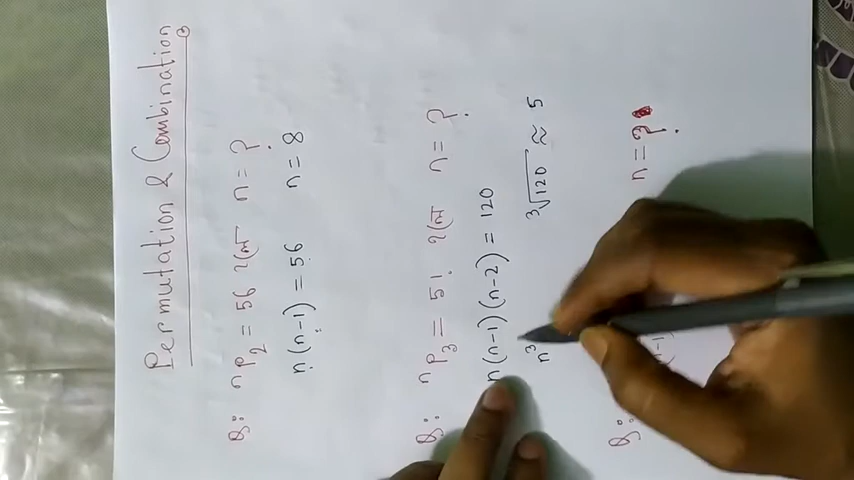 Permutation & Combination
Q: nP₂ = 56 হলে n = ?
n(n-1) = 56 n = 8
Q: nP₃ = 5! হলে n = ?
n(n-1)(n-2) = 120
n³ ∛120 ≈ 5
Q: n = ?